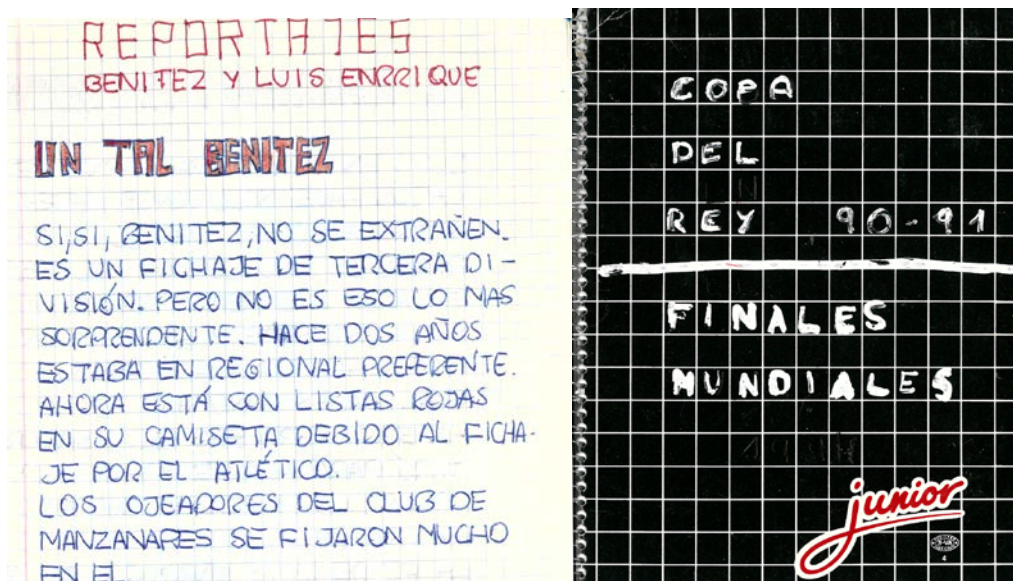 REPORTAJES
BENITEZ Y LUIS ENRRIQUE
UN TAL BENITEZ
SI, SI, BENITEZ, NO SE EXTRAÑEN.
ES UN FICHAJE DE TERCERA DI-
VISIÓN. PERO NO ES ESO LO MAS
SORPRENDENTE. HACE DOS AÑOS
ESTABA EN REGIONAL PREFERENTE.
AHORA ESTÁ CON LISTAS ROJAS
EN SU CAMISETA DEBIDO AL FICHA-
JE POR EL ATLÉTICO.
LOS OJEADORES DEL CLUB DE
MANZANARES SE FIJARON MUCHO
EN EL
COPA
DEL
REY 90-91
FINALES
MUNDIALES
junior
4